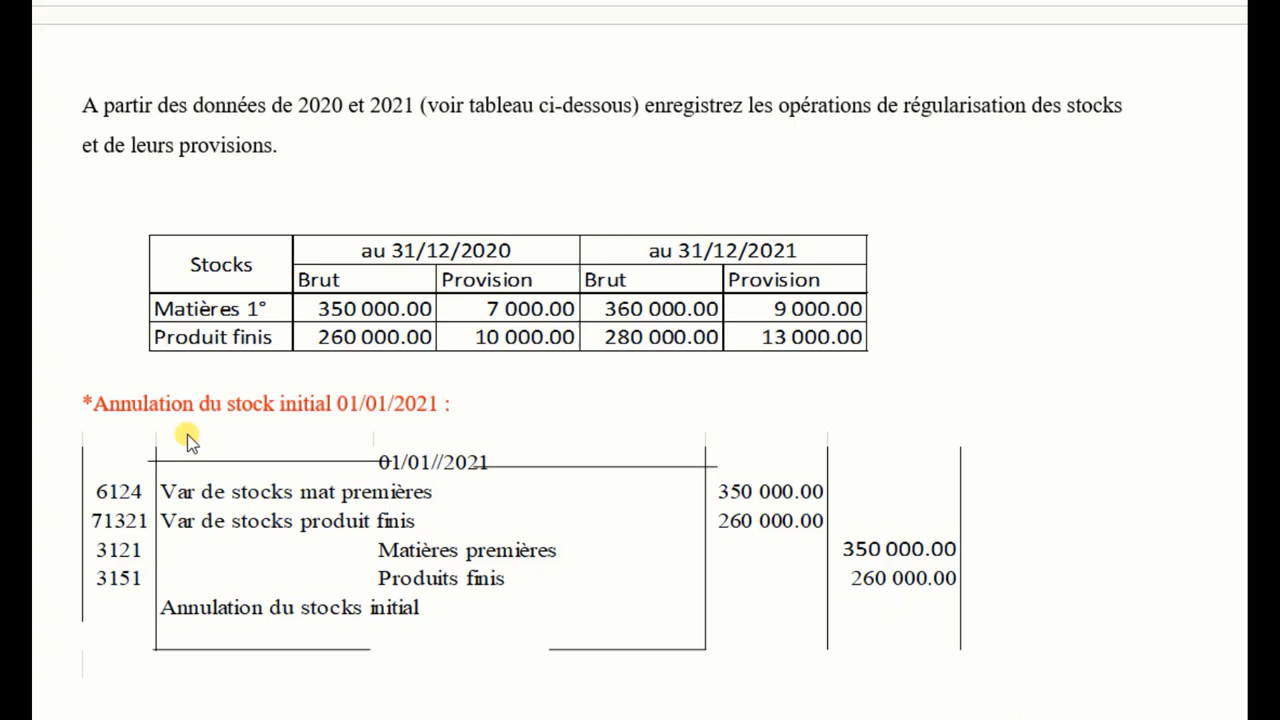 A partir des données de 2020 et 2021 (voir tableau ci-dessous) enregistrez les opérations de régularisation des stocks
et de leurs provisions.
Stocks au 31/12/2020 au 31/12/2021
Brut Provision Brut Provision
Matières 1° 350 000.00 7 000.00 360 000.00 9 000.00
Produit finis 260 000.00 10 000.00 280 000.00 13 000.00
*Annulation du stock initial 01/01/2021 :
01/01//2021
6124 Var de stocks mat premières 350 000.00
71321 Var de stocks produit finis 260 000.00
3121 Matières premières 350 000.00
3151 Produits finis 260 000.00
Annulation du stocks initial